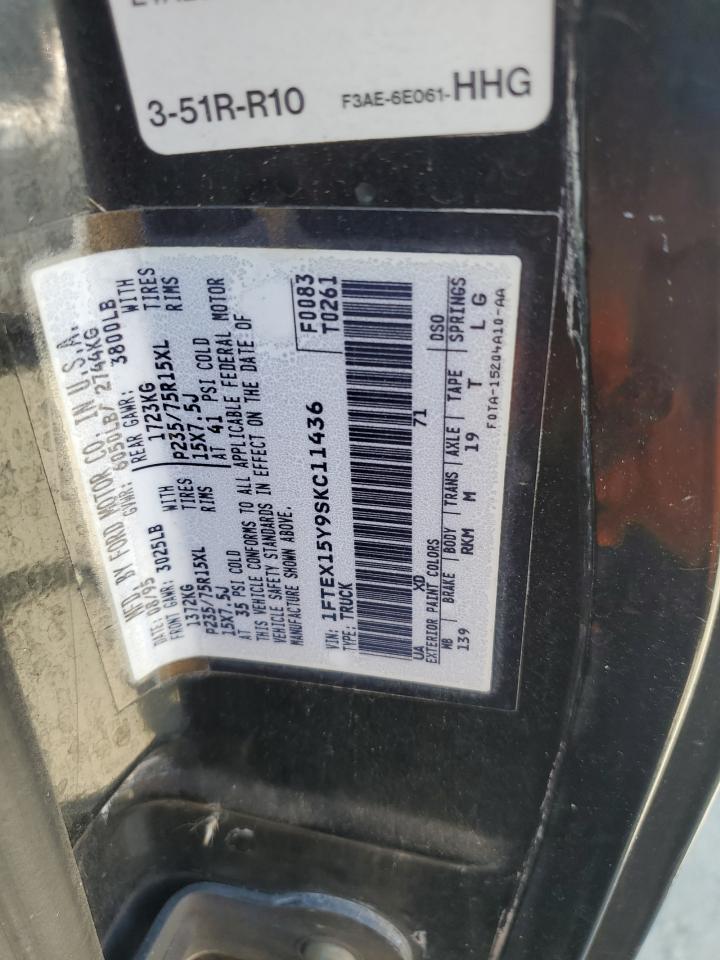 3-51R-R10 F3AE-6E061-HHG
MFD. BY FORD MOTOR CO. IN U.S.A.
DATE: 08/95 GVWR: 6050LB/ 2744KG
FRONT GAWR: 3025LB REAR GAWR: 3800LB
1372KG WITH 1723KG WITH
P235/75R15XL TIRES P235/75R15XL TIRES
15X7.5J RIMS 15X7.5J RIMS
AT 35 PSI COLD AT 41 PSI COLD
THIS VEHICLE CONFORMS TO ALL APPLICABLE FEDERAL MOTOR
VEHICLE SAFETY STANDARDS IN EFFECT ON THE DATE OF
MANUFACTURE SHOWN ABOVE.
F0083
VIN: 1FTEX15Y9SKC11436 T0261
TYPE: TRUCK
UA XD 71
EXTERIOR PAINT COLORS DSO
WB BRAKE BODY TRANS AXLE TAPE SPRINGS
139 RKM M 19 T L G
F0TA-15204A10-AA